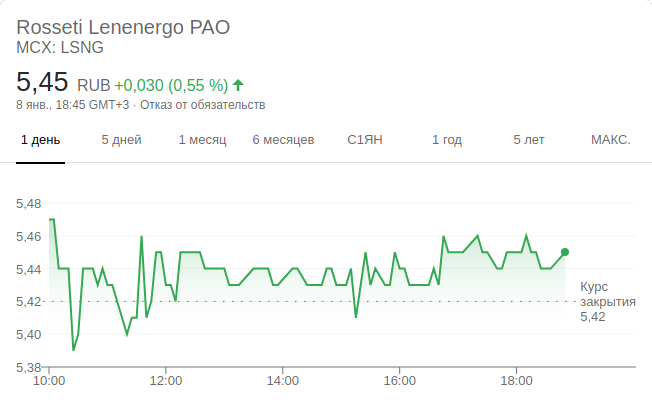 Rosseti Lenenergo PAO
MCX: LSNG
5,45 RUB +0,030 (0,55 %)
8 янв., 18:45 GMT+3 · Отказ от обязательств
1 день 5 дней 1 месяц 6 месяцев С1ЯН 1 год 5 лет МАКС.
5,48
5,46
5,44
5,42
5,40
5,38
Курс
закрытия
5,42
10:00 12:00 14:00 16:00 18:00